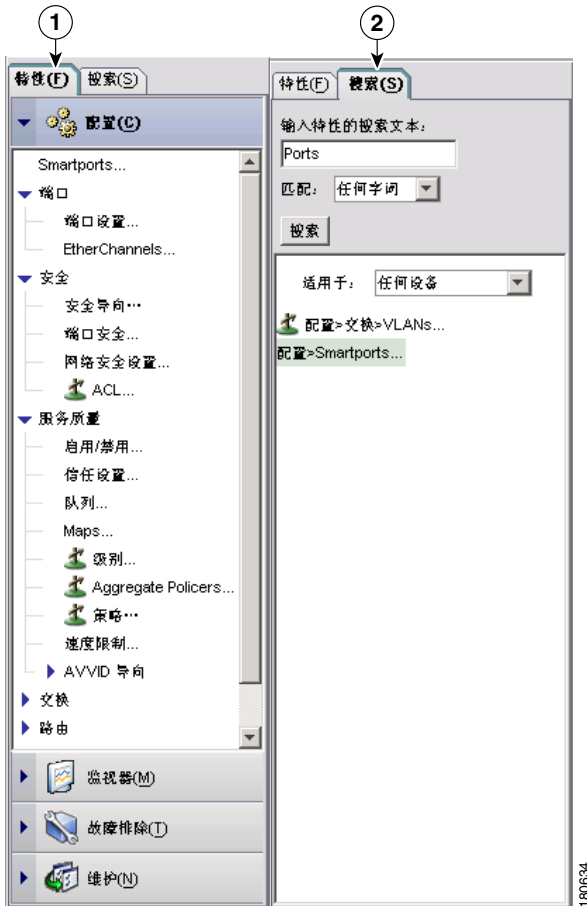 1
特性(F) 搜索(S)
配置(C)
Smartports...
端口
端口设置...
EtherChannels...
安全
安全导向...
端口安全...
网络安全设置...
ACL...
服务质量
启用/禁用...
信任设置...
队列...
Maps...
级别...
Aggregate Policers...
策略...
速度限制...
AVVID 导向
交换
路由
监视器(M)
故障排除(T)
维护(N)
2
特性(F) 搜索(S)
输入特性的搜索文本:
Ports
匹配: 任何字词
搜索
适用于: 任何设备
配置>交换>VLANs...
配置>Smartports...
180634